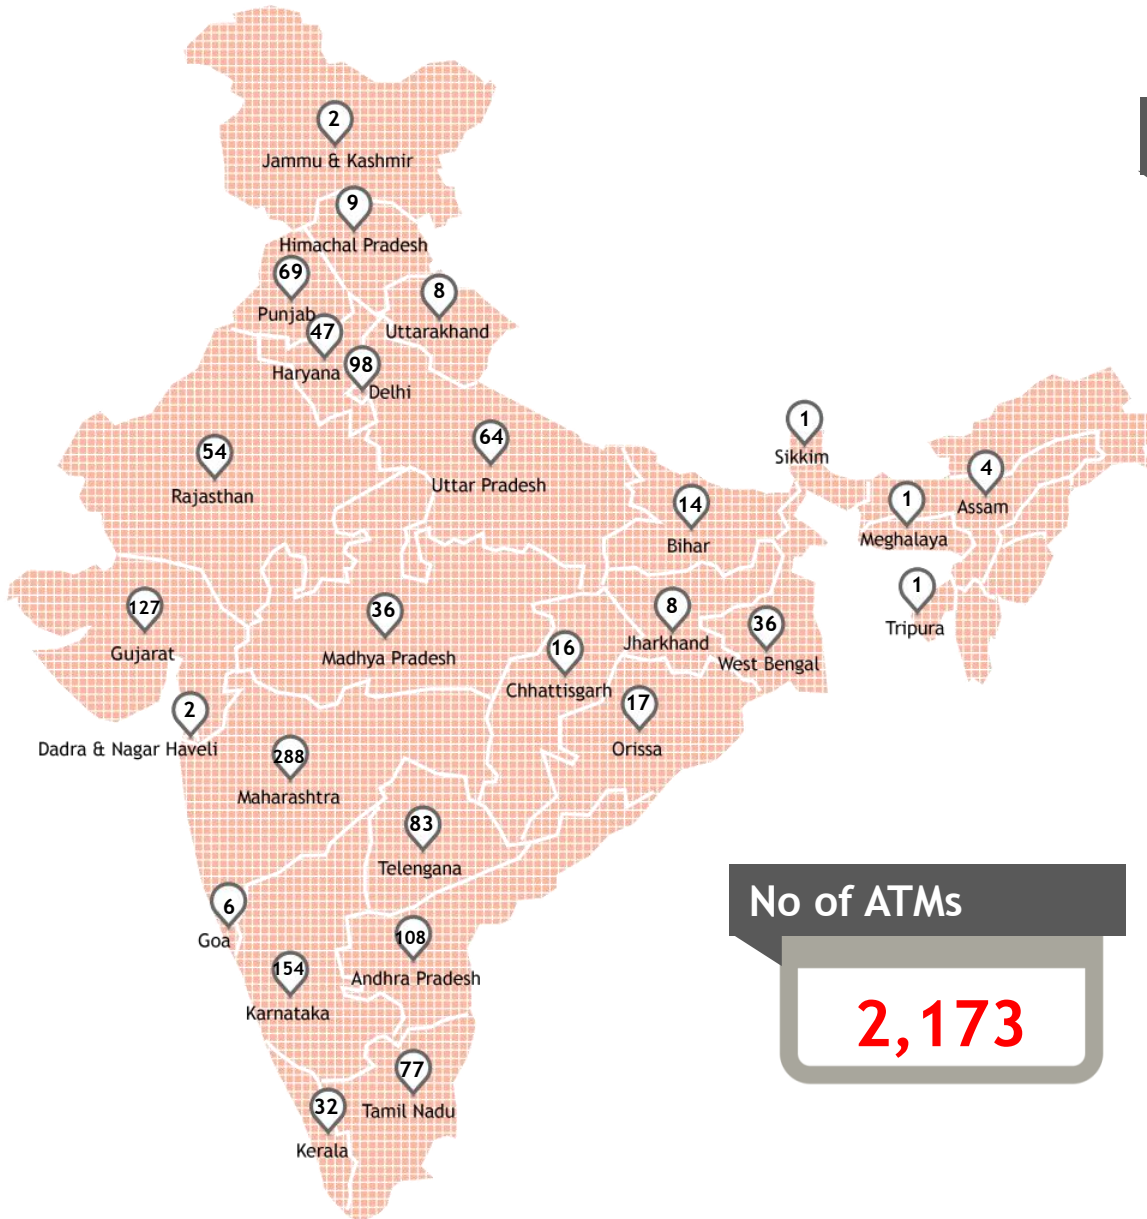 2
Jammu & Kashmir
9
Himachal Pradesh
69
Punjab
8
Uttarakhand
47
Haryana
98
Delhi
54
Rajasthan
64
Uttar Pradesh
1
Sikkim
4
Assam
1
Meghalaya
14
Bihar
1
Tripura
127
Gujarat
36
Madhya Pradesh
8
Jharkhand
36
West Bengal
16
Chhattisgarh
17
Orissa
2
Dadra & Nagar Haveli
288
Maharashtra
83
Telengana
6
Goa
108
Andhra Pradesh
154
Karnataka
77
Tamil Nadu
32
Kerala
No of ATMs
2,173